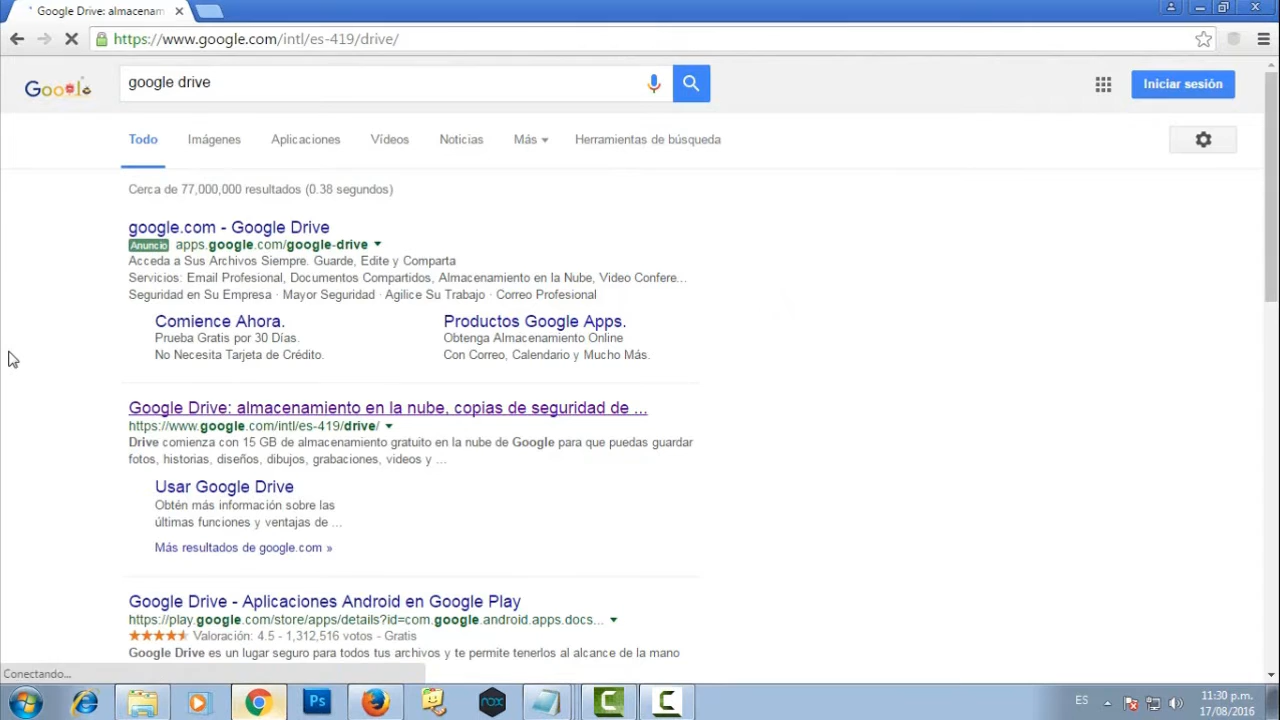 Google Drive: almacenam
https://www.google.com/intl/es-419/drive/
Google
google drive
Iniciar sesión
Todo Imágenes Aplicaciones Vídeos Noticias Más Herramientas de búsqueda
Cerca de 77,000,000 resultados (0.38 segundos)
google.com - Google Drive
Anuncio apps.google.com/google-drive
Acceda a Sus Archivos Siempre. Guarde, Edite y Comparta
Servicios: Email Profesional, Documentos Compartidos, Almacenamiento en la Nube, Video Confere...
Seguridad en Su Empresa · Mayor Seguridad · Agilice Su Trabajo · Correo Profesional
Comience Ahora. Productos Google Apps.
Prueba Gratis por 30 Días. Obtenga Almacenamiento Online
No Necesita Tarjeta de Crédito. Con Correo, Calendario y Mucho Más.
Google Drive: almacenamiento en la nube, copias de seguridad de ...
https://www.google.com/intl/es-419/drive/
Drive comienza con 15 GB de almacenamiento gratuito en la nube de Google para que puedas guardar
fotos, historias, diseños, dibujos, grabaciones, videos y ...
Usar Google Drive
Obtén más información sobre las
últimas funciones y ventajas de ...
Más resultados de google.com »
Google Drive - Aplicaciones Android en Google Play
https://play.google.com/store/apps/details?id=com.google.android.apps.docs...
Valoración: 4.5 - 1,312,516 votos - Gratis
Google Drive es un lugar seguro para todos tus archivos y te permite tenerlos al alcance de la mano
Conectando...
Ps
nox
C
C
ES
11:30 p.m.
17/08/2016